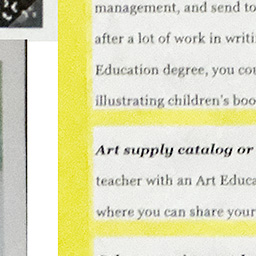 management, and send to
after a lot of work in writi
Education degree, you cou
illustrating children's boo
Art supply catalog or
teacher with an Art Educa
where you can share your